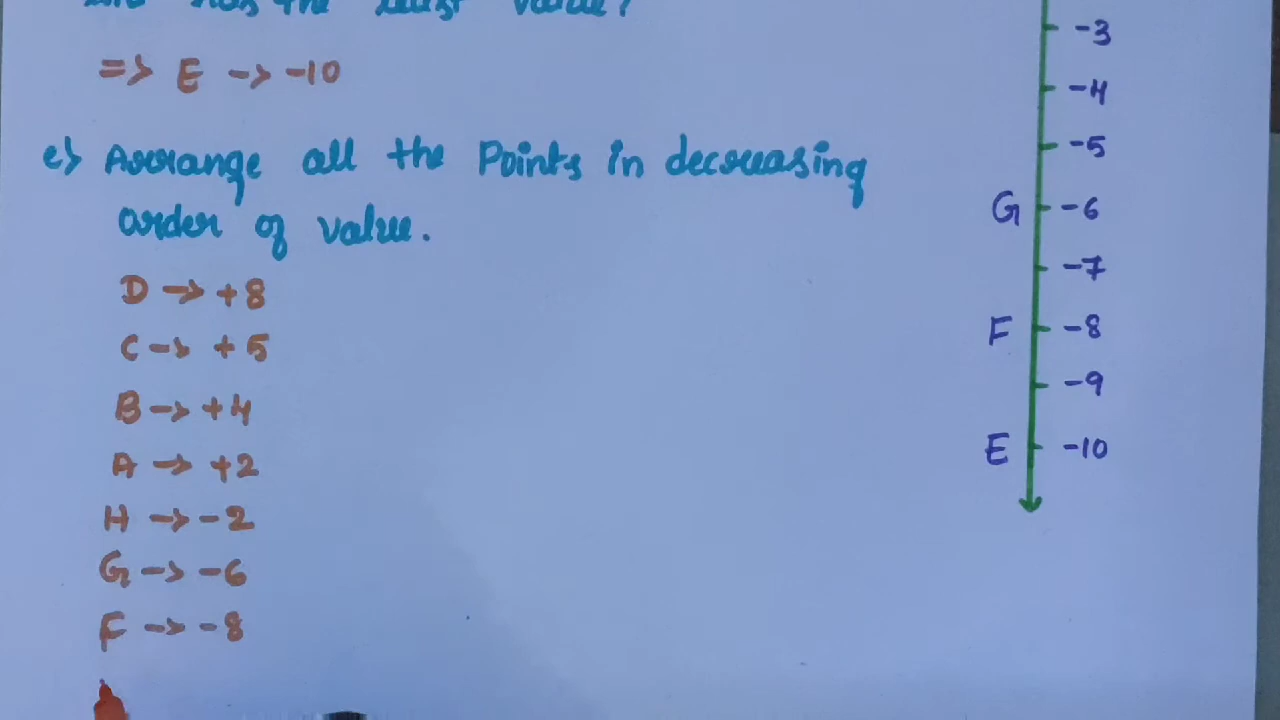 => E -> -10
e) Arrange all the Points in decreasing
order of value.
D -> +8
C -> +5
B -> +4
A -> +2
H -> -2
G -> -6
F -> -8
-3
-4
-5
G -6
-7
F -8
-9
E -10